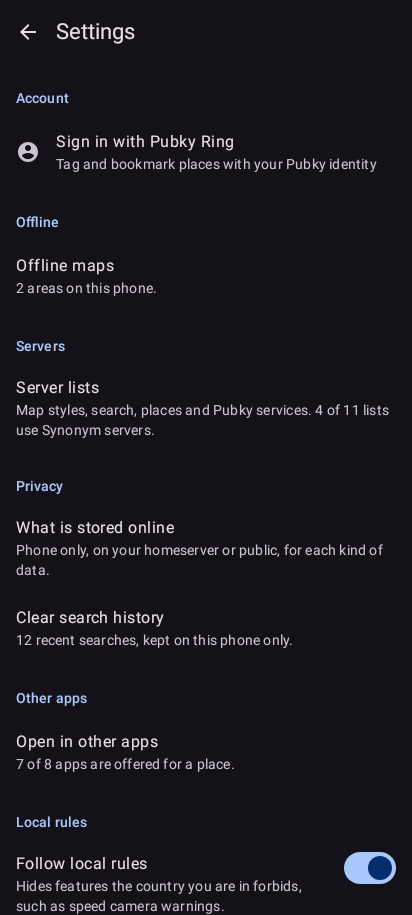 Settings
Account
Sign in with Pubky Ring
Tag and bookmark places with your Pubky identity
Offline
Offline maps
2 areas on this phone.
Servers
Server lists
Map styles, search, places and Pubky services. 4 of 11 lists
use Synonym servers.
Privacy
What is stored online
Phone only, on your homeserver or public, for each kind of
data.
Clear search history
12 recent searches, kept on this phone only.
Other apps
Open in other apps
7 of 8 apps are offered for a place.
Local rules
Follow local rules
Hides features the country you are in forbids,
such as speed camera warnings.